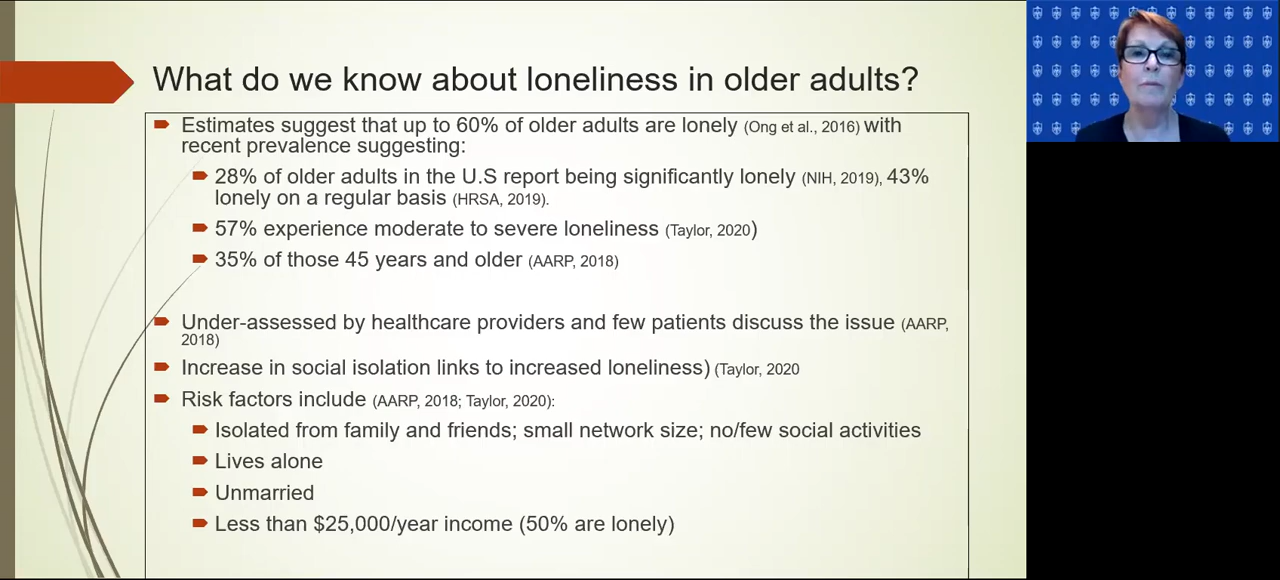 What do we know about loneliness in older adults?
Estimates suggest that up to 60% of older adults are lonely (Ong et al., 2016) with
recent prevalence suggesting:
28% of older adults in the U.S report being significantly lonely (NIH, 2019), 43%
lonely on a regular basis (HRSA, 2019).
57% experience moderate to severe loneliness (Taylor, 2020)
35% of those 45 years and older (AARP, 2018)
Under-assessed by healthcare providers and few patients discuss the issue (AARP,
2018)
Increase in social isolation links to increased loneliness) (Taylor, 2020
Risk factors include (AARP, 2018; Taylor, 2020):
Isolated from family and friends; small network size; no/few social activities
Lives alone
Unmarried
Less than $25,000/year income (50% are lonely)